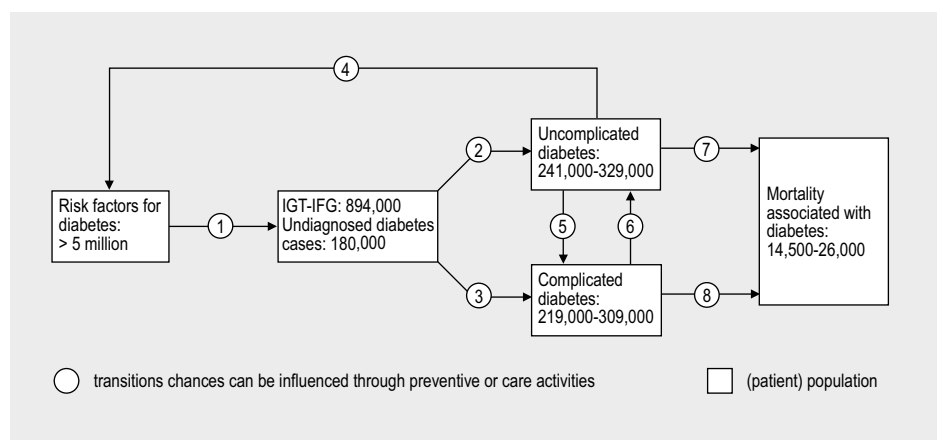 4
Uncomplicated
diabetes:
241,000-329,000
2
7
Risk factors for
diabetes:
> 5 million
1
IGT-IFG: 894,000
Undiagnosed diabetes
cases: 180,000
5
6
Mortality
associated with
diabetes:
14,500-26,000
3
Complicated
diabetes:
219,000-309,000
8
transitions chances can be influenced through preventive or care activities
(patient) population